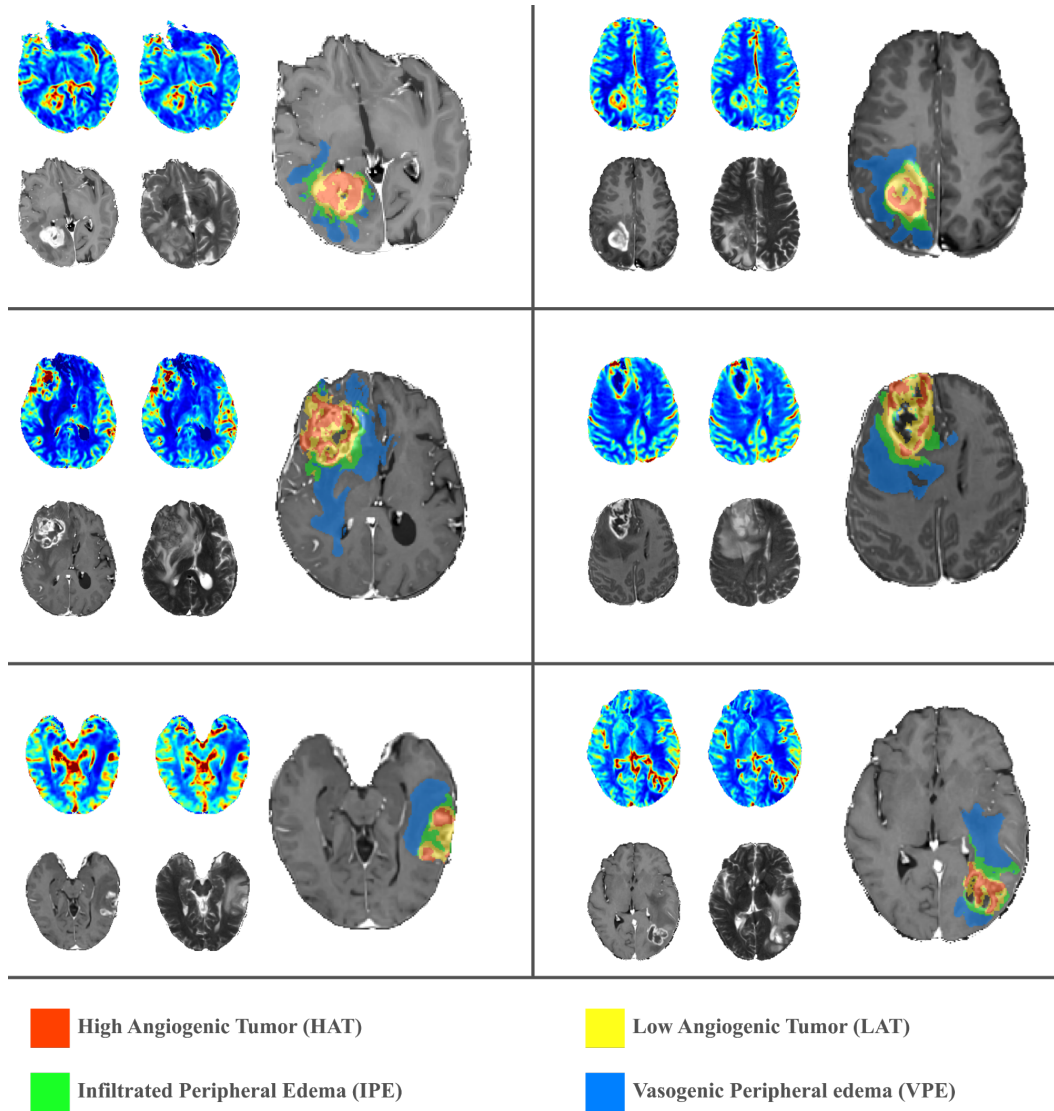 High Angiogenic Tumor (HAT)
Low Angiogenic Tumor (LAT)
Infiltrated Peripheral Edema (IPE)
Vasogenic Peripheral edema (VPE)